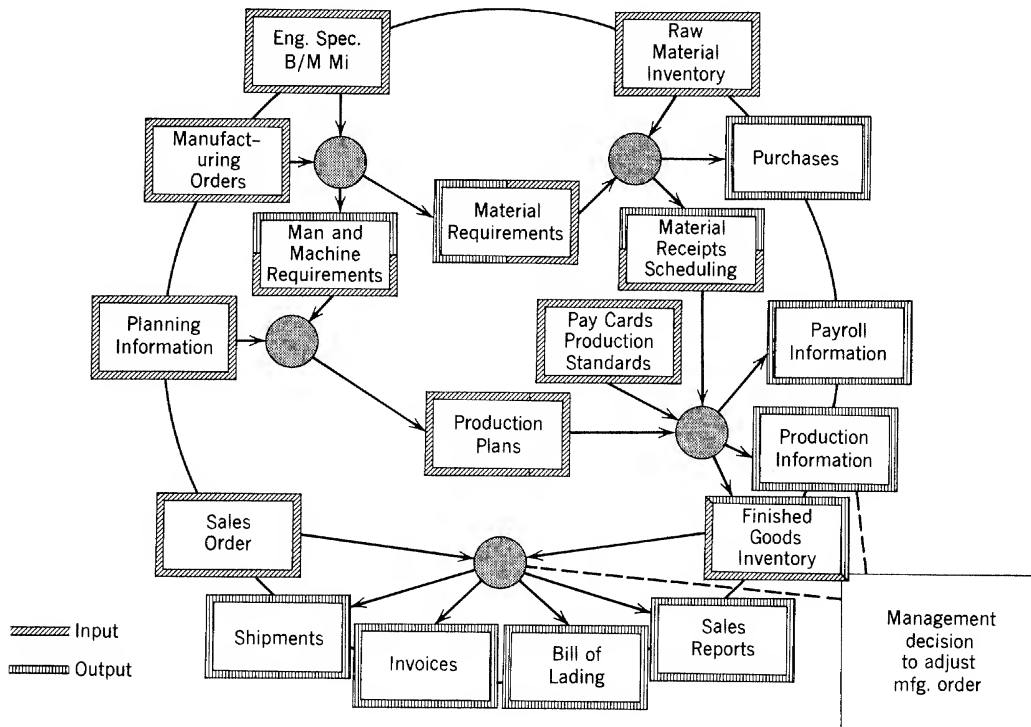 Eng. Spec.
B/M Mi
Raw
Material
Inventory
Manufact-
uring
Orders
Purchases
Man and
Machine
Requirements
Material
Requirements
Material
Receipts
Scheduling
Planning
Information
Pay Cards
Production
Standards
Payroll
Information
Production
Plans
Production
Information
Sales
Order
Finished
Goods
Inventory
Shipments
Invoices
Bill of
Lading
Sales
Reports
Input
Output
Management
decision
to adjust
mfg. order